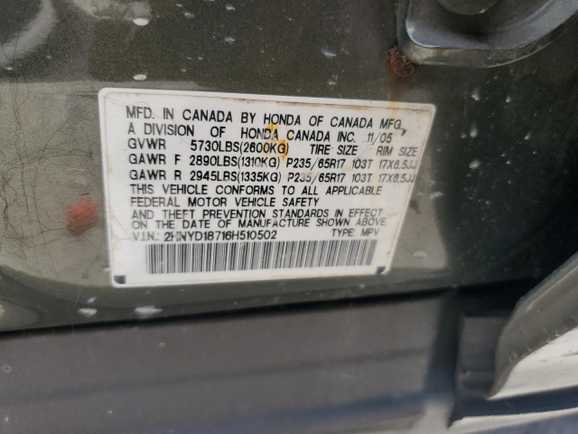 MFD. IN CANADA BY HONDA OF CANADA MFG.,
A DIVISION OF HONDA CANADA INC. 11/05
GVWR 5730LBS(2600KG) TIRE SIZE RIM SIZE
GAWR F 2890LBS(1310KG) P235/65R17 103T 17X6.5JJ
GAWR R 2945LBS(1335KG) P235/65R17 103T 17X6.5JJ
THIS VEHICLE CONFORMS TO ALL APPLICABLE
FEDERAL MOTOR VEHICLE SAFETY
AND THEFT PREVENTION STANDARDS IN EFFECT
ON THE DATE OF MANUFACTURE SHOWN ABOVE.
V.I.N.: 2HNYD18716H510502 TYPE: MPV